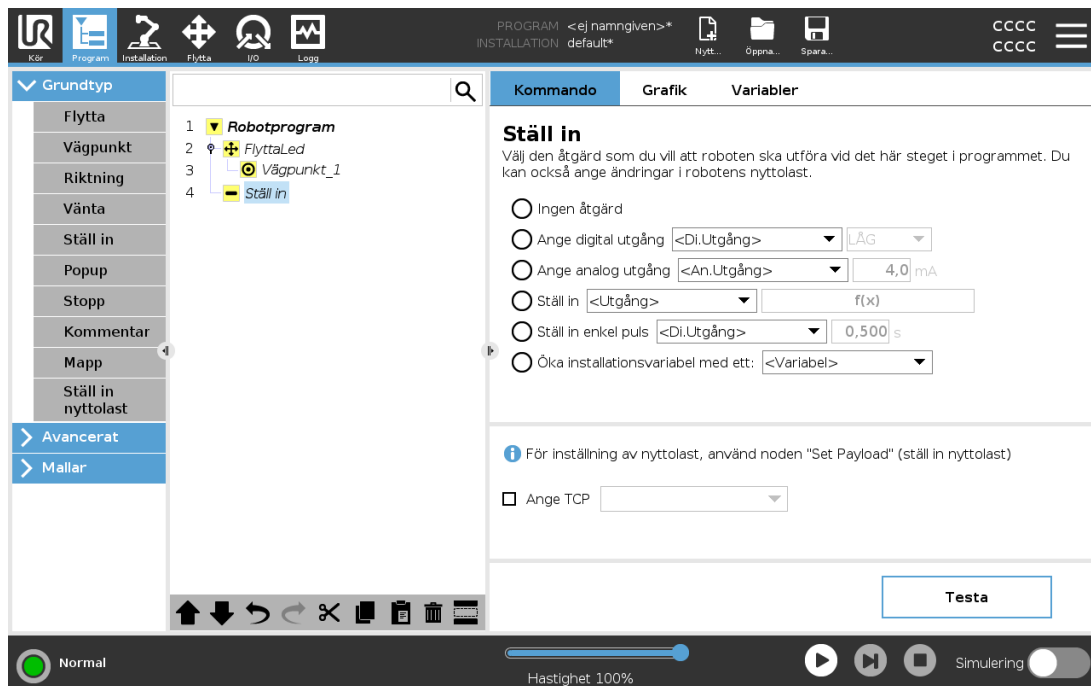 PROGRAM <ej namngiven>*
INSTALLATION default*
Kör
Program
Installation
Flytta
I/O
Logg
Nytt...
Öppna...
Spara...
CCCC
CCCC
Grundtyp
Flytta
Vägpunkt
Riktning
Vänta
Ställ in
Popup
Stopp
Kommentar
Mapp
Ställ in
nyttolast
Avancerat
Mallar
1 Robotprogram
2 FlyttaLed
3 Vägpunkt_1
4 Ställ in
Kommando Grafik Variabler
Ställ in
Välj den åtgärd som du vill att roboten ska utföra vid det här steget i programmet. Du
kan också ange ändringar i robotens nyttolast.
Ingen åtgärd
Ange digital utgång <Di.Utgång> LÅG
Ange analog utgång <An.Utgång> 4,0 mA
Ställ in <Utgång> f(x)
Ställ in enkel puls <Di.Utgång> 0,500 s
Öka installationsvariabel med ett: <Variabel>
För inställning av nyttolast, använd noden "Set Payload" (ställ in nyttolast)
Ange TCP
Testa
Normal
Hastighet 100%
Simulering